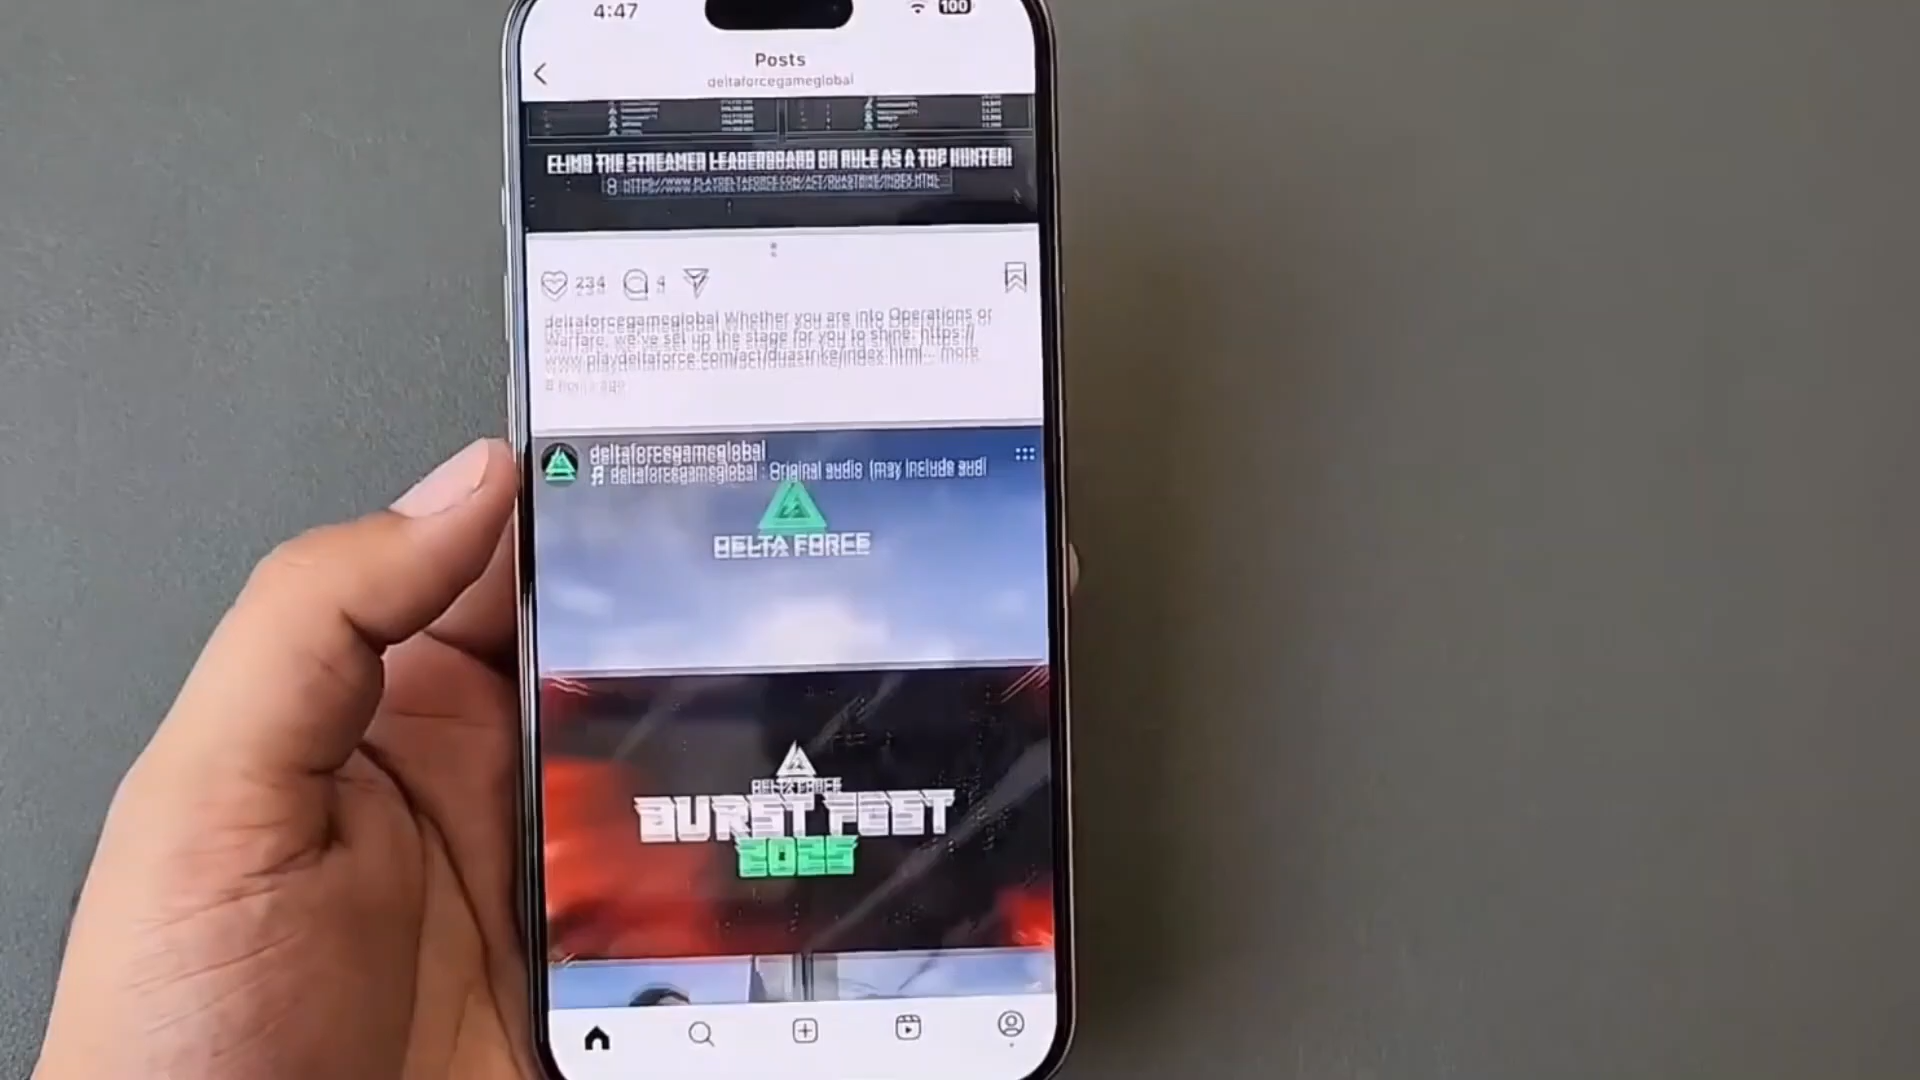 4:47
100
Posts
deltaforcegameglobal
CLIMB THE STREAMER LEADERBOARD OR RULE AS A TOP HUNTER!
HTTPS://WWW.PLAYDELTAFORCE.COM/ACT/DUASTRIKE/INDEX.HTML
234
4
deltaforcegameglobal Whether you are into Operations or
Warfare, we've set up the stage for you to shine: https://
www.playdeltaforce.com/act/duastrike/index.html... more
hours ago
deltaforcegameglobal
deltaforcegameglobal · Original audio (may include audi
DELTA FORCE
DELTA FORCE
BURST FEST
2025